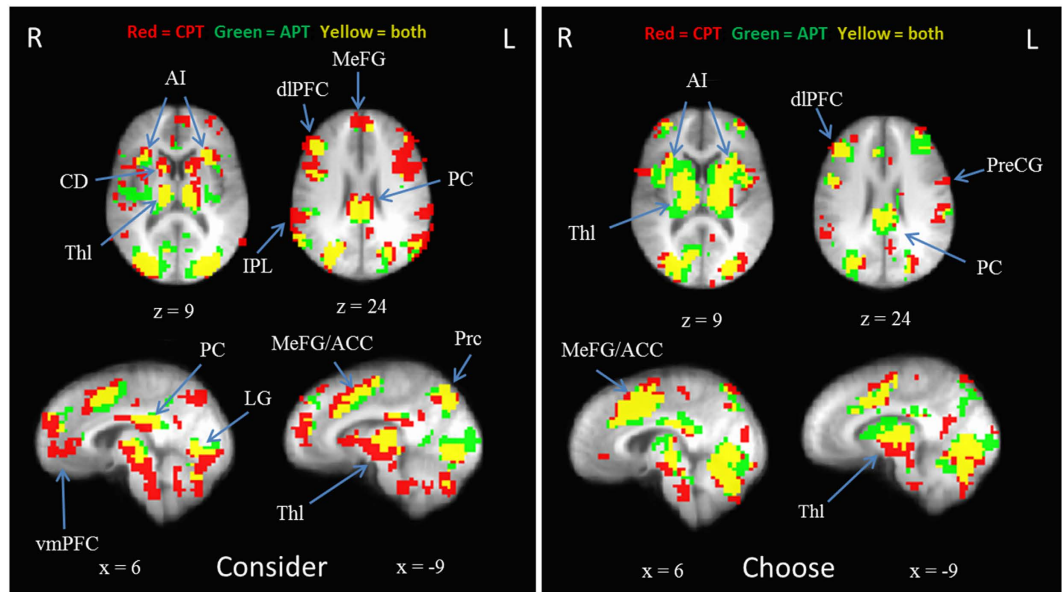 Red = CPT Green = APT Yellow = both
R
L
MeFG
AI
dlPFC
CD
PC
Thl
IPL
z = 9
z = 24
PC
MeFG/ACC
Prc
LG
Thl
vmPFC
x = 6
Consider
x = -9
Red = CPT Green = APT Yellow = both
R
L
AI
dlPFC
PreCG
Thl
PC
z = 9
z = 24
MeFG/ACC
Thl
x = 6
Choose
x = -9